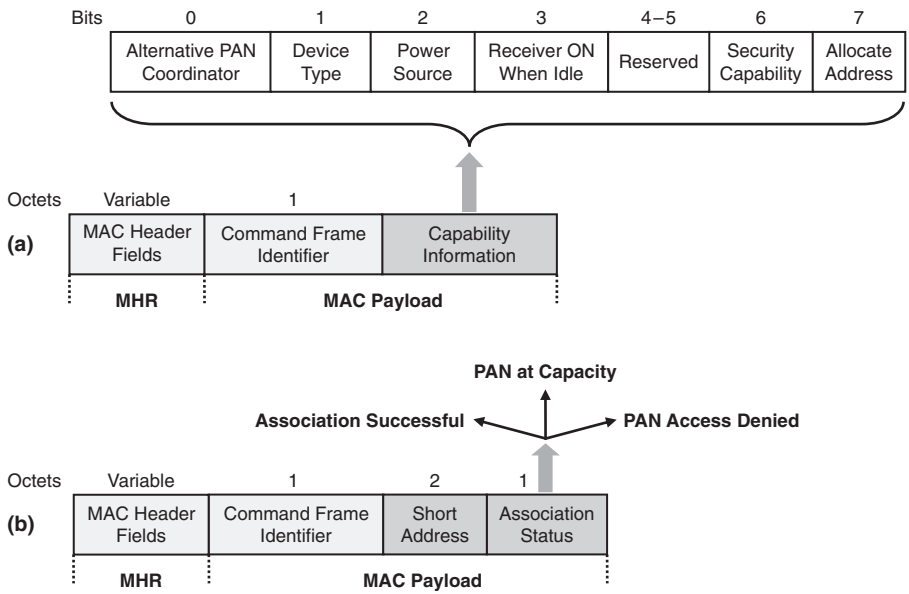 Bits 0 1 2 3 4–5 6 7
Alternative PAN Coordinator
Device Type
Power Source
Receiver ON When Idle
Reserved
Security Capability
Allocate Address
Octets Variable 1
(a)
MAC Header Fields
Command Frame Identifier
Capability Information
MHR MAC Payload
PAN at Capacity
Association Successful PAN Access Denied
Octets Variable 1 2 1
(b)
MAC Header Fields
Command Frame Identifier
Short Address
Association Status
MHR MAC Payload